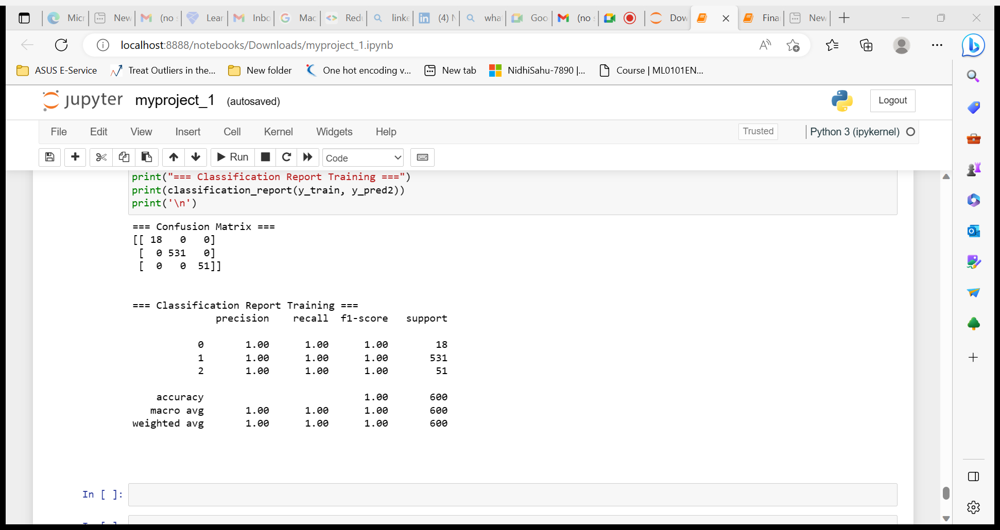 Micr New (no s Lear Inbo Mac Redu linke (4) N wha Goo (no s Dow Fina New
localhost:8888/notebooks/Downloads/myproject_1.ipynb
ASUS E-Service Treat Outliers in the... New folder One hot encoding v... New tab NidhiSahu-7890 |... Course | ML0101EN...
jupyter myproject_1 (autosaved) Logout
File Edit View Insert Cell Kernel Widgets Help Trusted Python 3 (ipykernel)
Run Code
print("=== Classification Report Training ===")
print(classification_report(y_train, y_pred2))
print('\n')
=== Confusion Matrix ===
[[ 18   0   0]
 [  0 531   0]
 [  0   0  51]]
=== Classification Report Training ===
              precision    recall  f1-score   support
           0       1.00      1.00      1.00        18
           1       1.00      1.00      1.00       531
           2       1.00      1.00      1.00        51
    accuracy                           1.00       600
   macro avg       1.00      1.00      1.00       600
weighted avg       1.00      1.00      1.00       600
In [ ]: